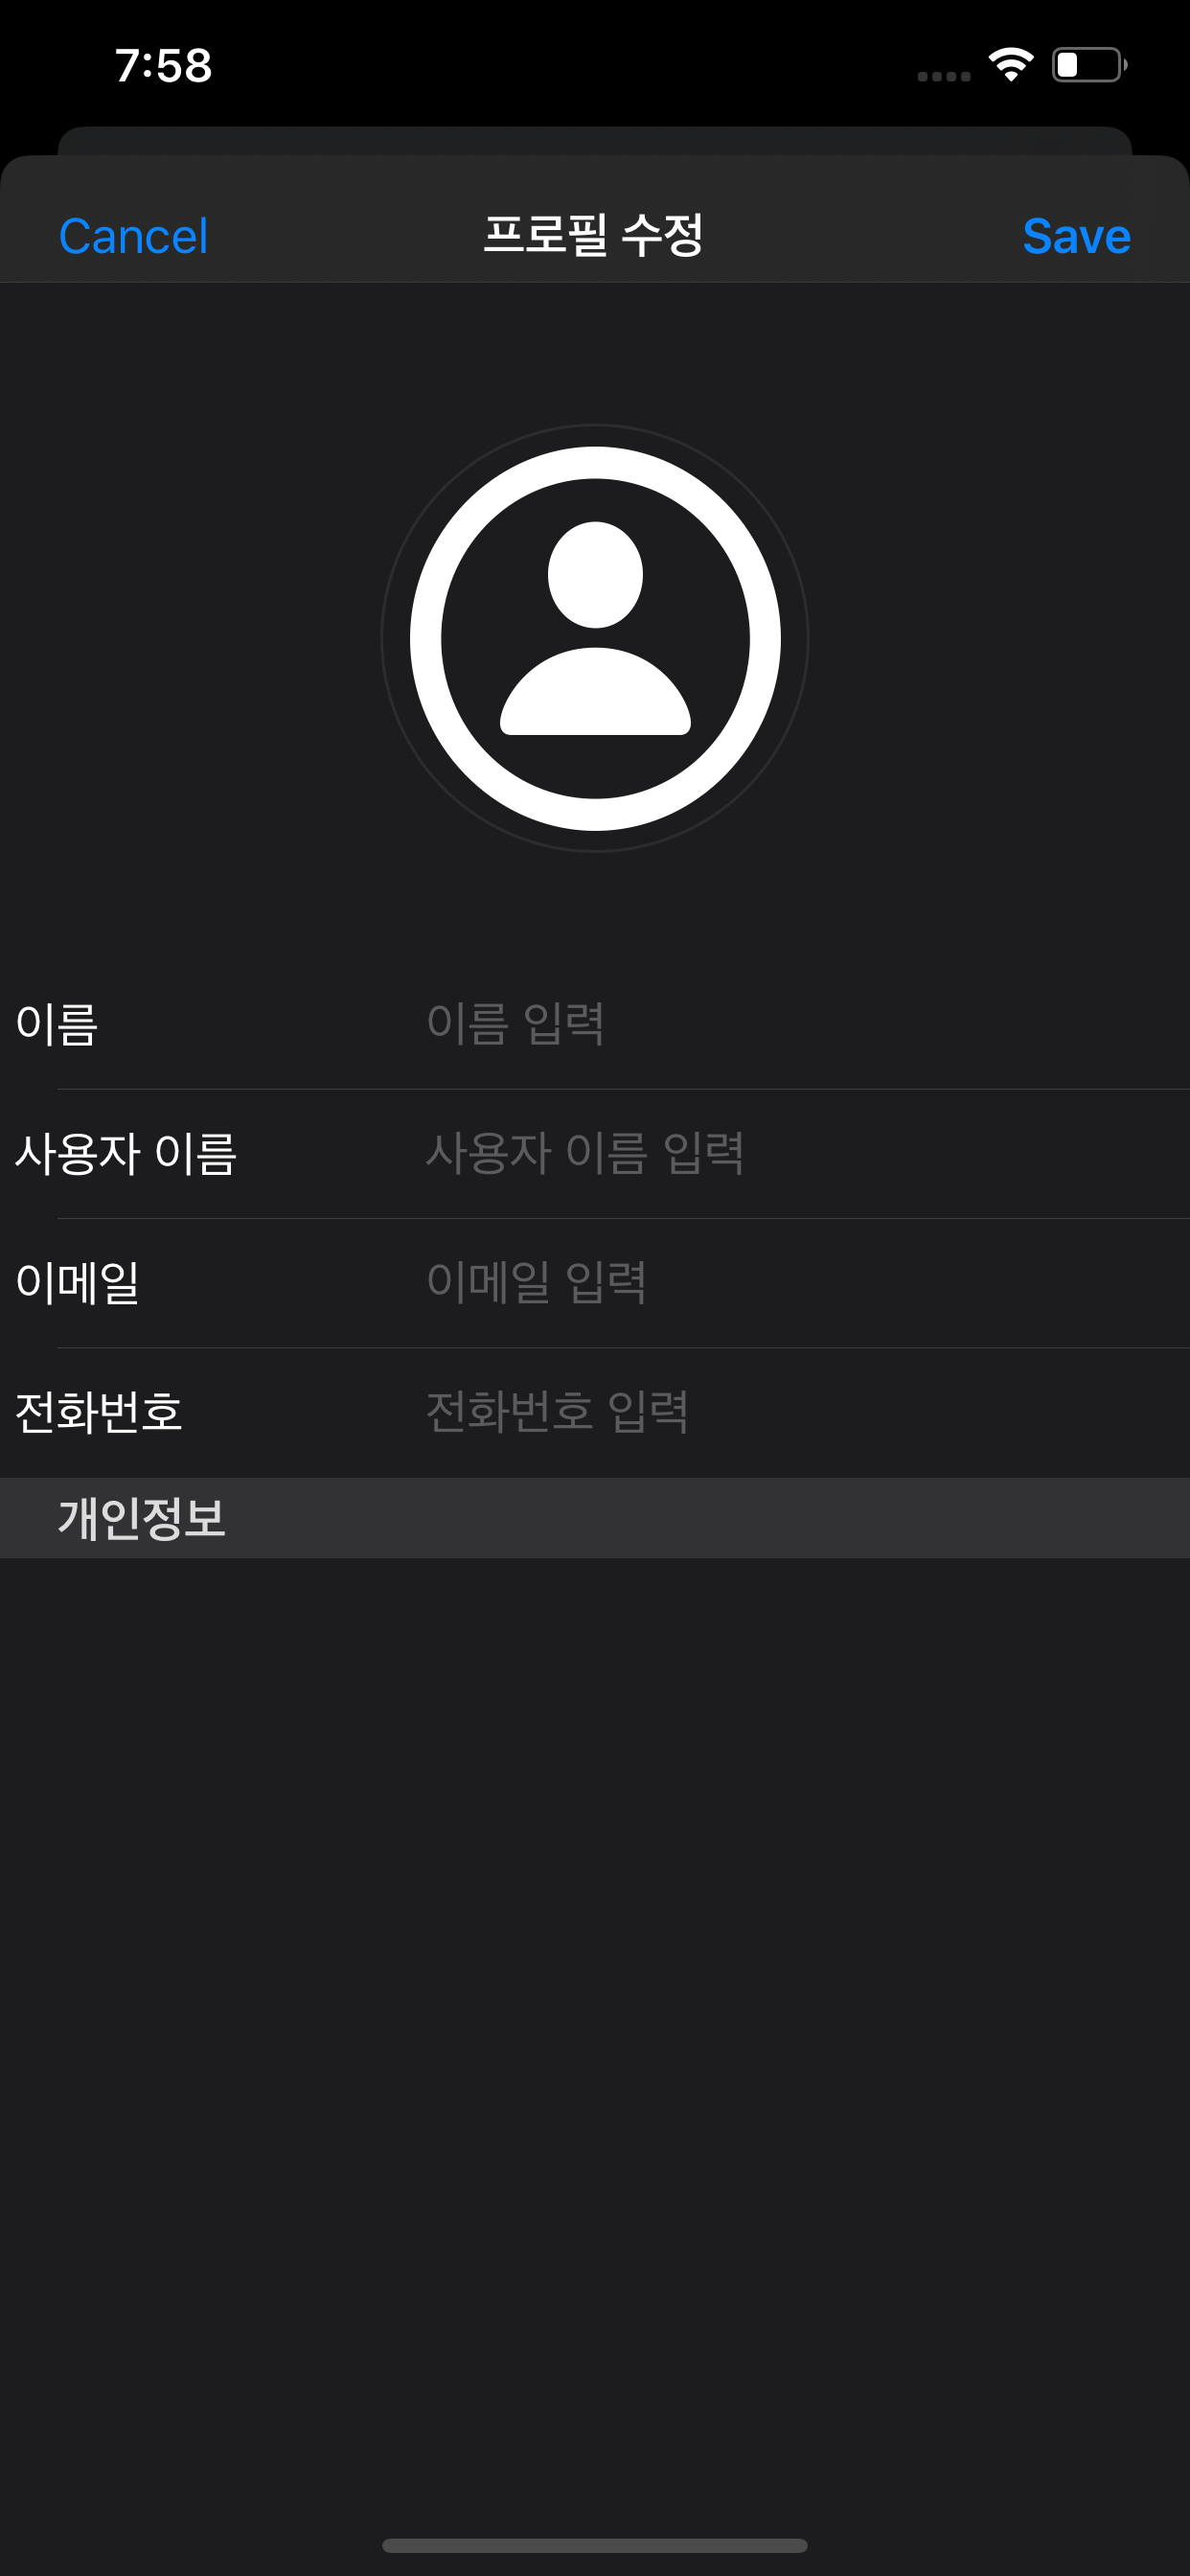 7:58
Cancel 프로필 수정 Save
이름 이름 입력
사용자 이름 사용자 이름 입력
이메일 이메일 입력
전화번호 전화번호 입력
개인정보